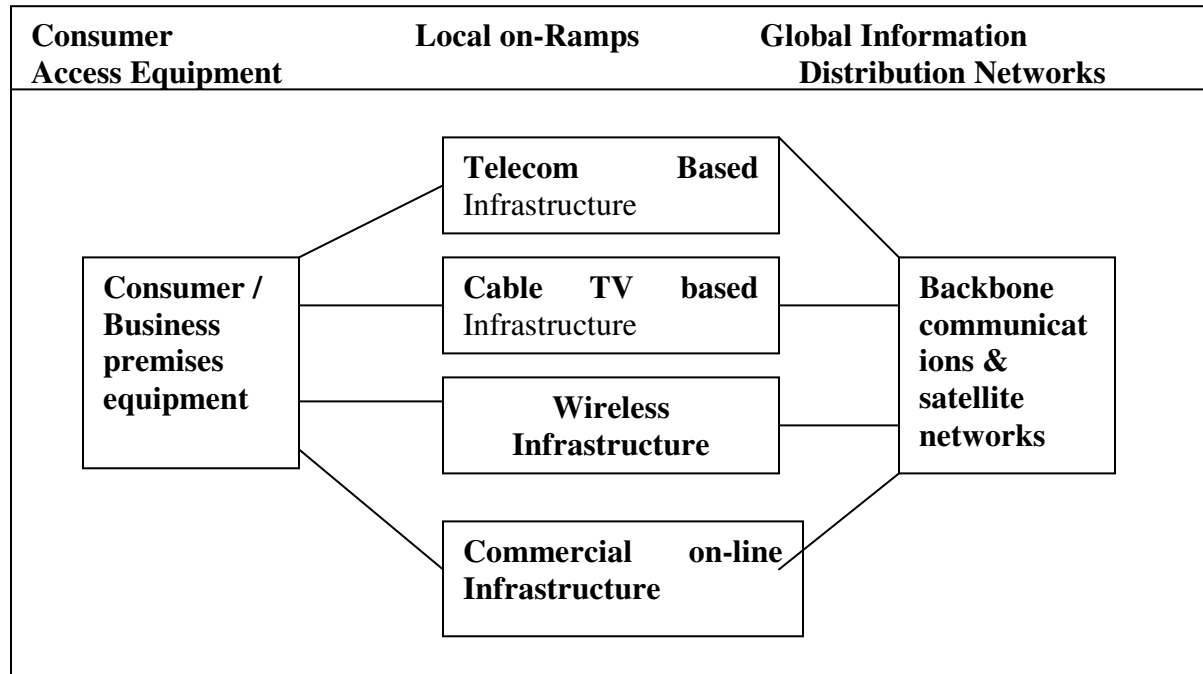 Consumer Local on-Ramps Global Information
Access Equipment Distribution Networks
Telecom Based
Infrastructure
Consumer /
Business
premises
equipment
Cable TV based
Infrastructure
Wireless
Infrastructure
Commercial on-line
Infrastructure
Backbone
communicat
ions &
satellite
networks